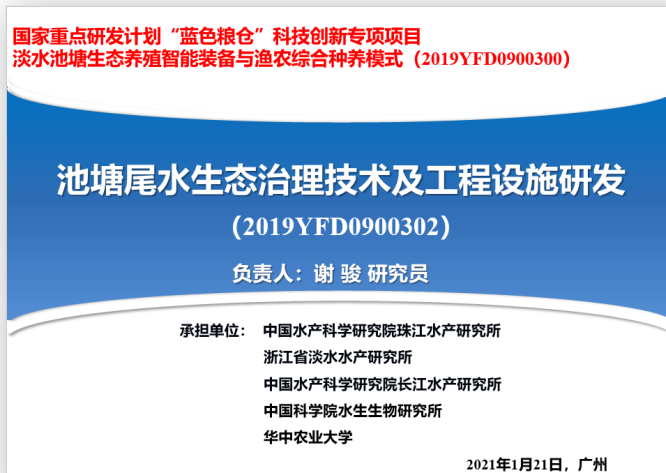 国家重点研发计划“蓝色粮仓”科技创新专项项目
淡水池塘生态养殖智能装备与渔农综合种养模式（2019YFD0900300）
池塘尾水生态治理技术及工程设施研发
（2019YFD0900302）
负责人：谢 骏 研究员
承担单位： 中国水产科学研究院珠江水产研究所
浙江省淡水水产研究所
中国水产科学研究院长江水产研究所
中国科学院水生生物研究所
华中农业大学
2021年1月21日，广州